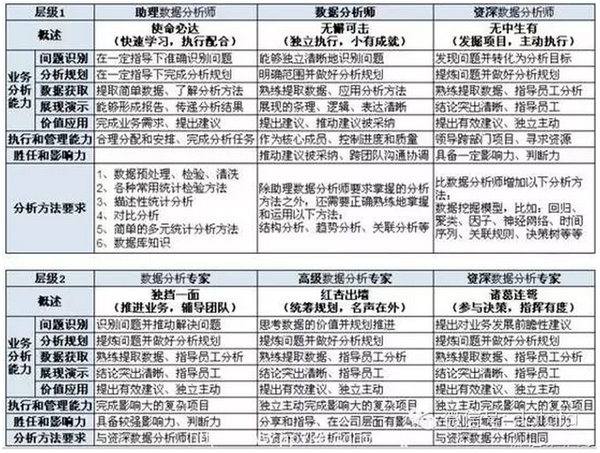 层级1 助理数据分析师 数据分析师 资深数据分析师
概述 使命必达 无懈可击 无中生有
(快速学习,执行配合) (独立执行,小有成就) (发掘项目,主动执行)
业务分析能力
问题识别 在一定指导下准确识别问题 能够独立清晰地识别问题 发现问题并转化为分析目标
分析规划 在一定指导下完成分析规划 明确范围并做好分析规划 提炼问题并做好分析规划
数据获取 提取简单数据、了解分析方法 熟练提取数据、应用分析方法 熟练提取数据、指导员工分析
展现演示 能够形成报告、传递分析结果 展现的条理、逻辑、表达清晰 结论突出清晰、指导员工
价值应用 完成业务需求、提出建议 提出建议、推动建议被采纳 提出有效建议、独立主动
执行和管理能力 合理分配和安排、完成分析任务 作为核心成员、控制进度和质量 领导跨部门项目、寻求资源
胜任和影响力 推动建议被采纳、跨团队沟通协调 具备一定影响力、判断力
分析方法要求
1、数据预处理、检验、清洗
2、各种常用统计检验方法
3、描述性统计分析
4、对比分析
5、简单的多元统计分析方法
6、数据库知识
除助理数据分析师要求掌握的分析
方法之外,还需要正确熟练地掌握
和运用以下方法:
结构分析、趋势分析、关联分析等
比数据分析师增加以下分析方
法:
数据挖掘模型,比如:回归、
聚类、因子、神经网络、时间
序列、关联规则、决策树等等
层级2 数据分析专家 高级数据分析专家 资深数据分析专家
概述 独挡一面 红杏出墙 诸葛连弩
(推进业务,辅导团队) (统筹规划,名声在外) (参与决策,指挥有度)
业务分析能力
问题识别 识别问题并推动解决问题 思考数据的价值并规划推进 提出对业务发展前瞻性建议
分析规划 提炼问题并做好分析规划 提炼问题并做好分析规划 提炼问题并做好分析规划
数据获取 熟练提取数据、指导员工分析 熟练提取数据、指导员工分析 熟练提取数据、指导员工分析
展现演示 结论突出清晰、指导员工 结论突出清晰、指导员工 结论突出清晰、指导员工
价值应用 提出有效建议、独立主动 提出有效建议、独立主动 提出有效建议、独立主动
执行和管理能力 完成影响大的复杂项目 独立主动完成影响大的复杂项目 独立主动完成影响大的复杂项目
胜任和影响力 具备较强影响力、判断力 分享和指导、在公司层面有影响 在
分析方法要求 与资深数据分析师相同 与资深数据分析师相同 与资深数据分析师相同